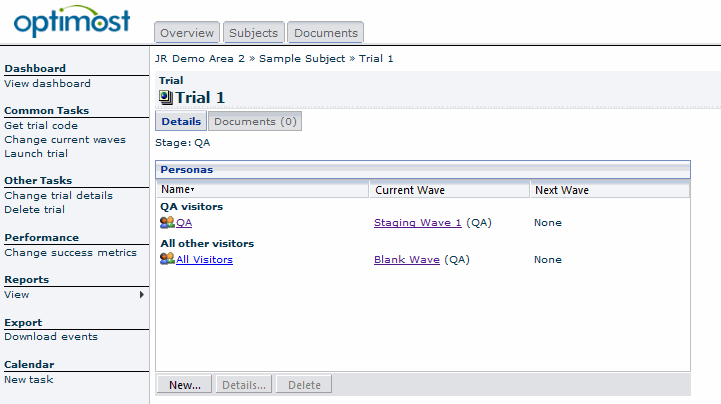 optimost
Overview Subjects Documents
JR Demo Area 2 » Sample Subject » Trial 1
Dashboard
View dashboard
Common Tasks
Get trial code
Change current waves
Launch trial
Other Tasks
Change trial details
Delete trial
Performance
Change success metrics
Reports
View
Export
Download events
Calendar
New task
Trial
Trial 1
Details Documents (0)
Stage: QA
Personas
Name Current Wave Next Wave
QA visitors
QA Staging Wave 1 (QA) None
All other visitors
All Visitors Blank Wave (QA) None
New... Details... Delete